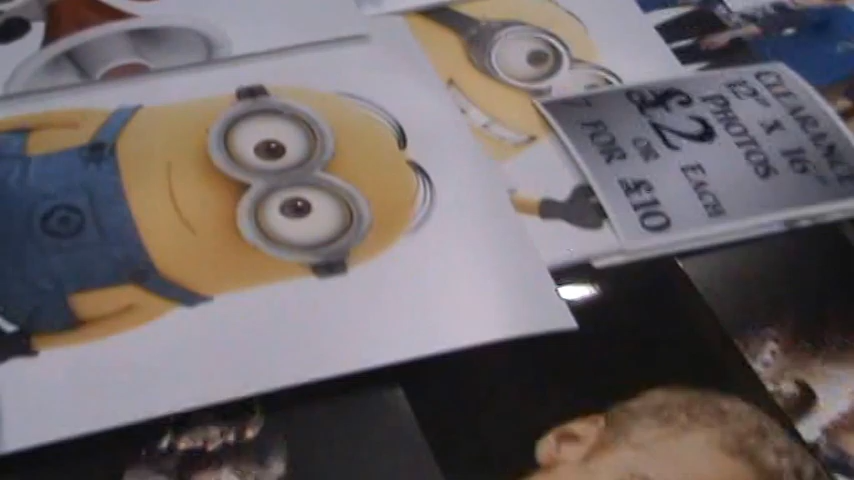 CLEARANCE
12" X 16"
PHOTOS
£2 EACH
OR
7 FOR £10